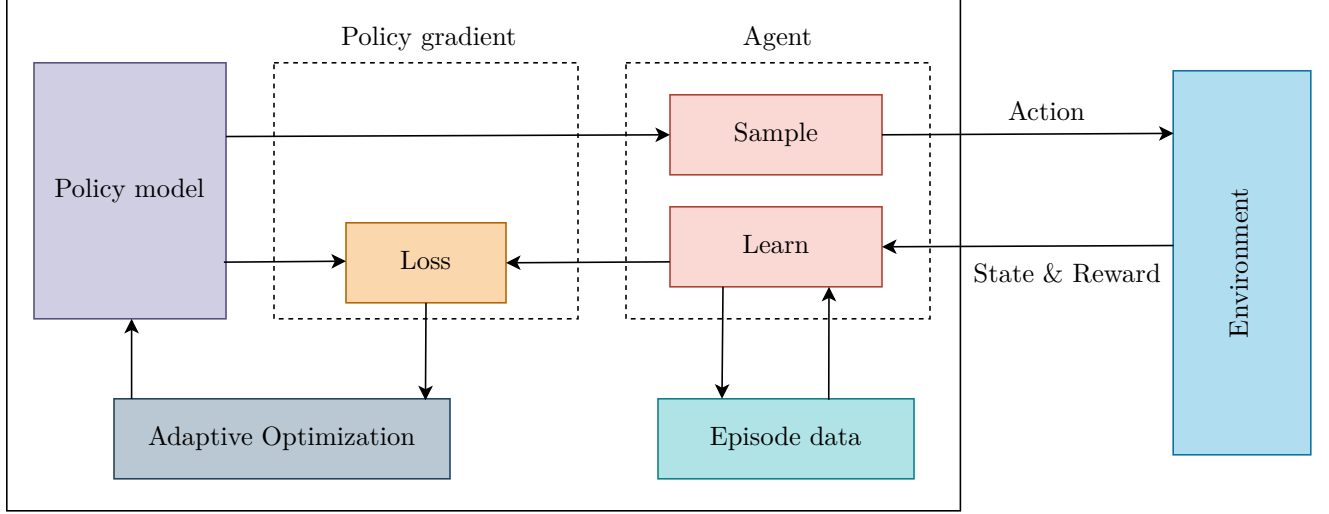 Policy gradient
Agent
Policy model
Sample
Action
Loss
Learn
State & Reward
Environment
Adaptive Optimization
Episode data